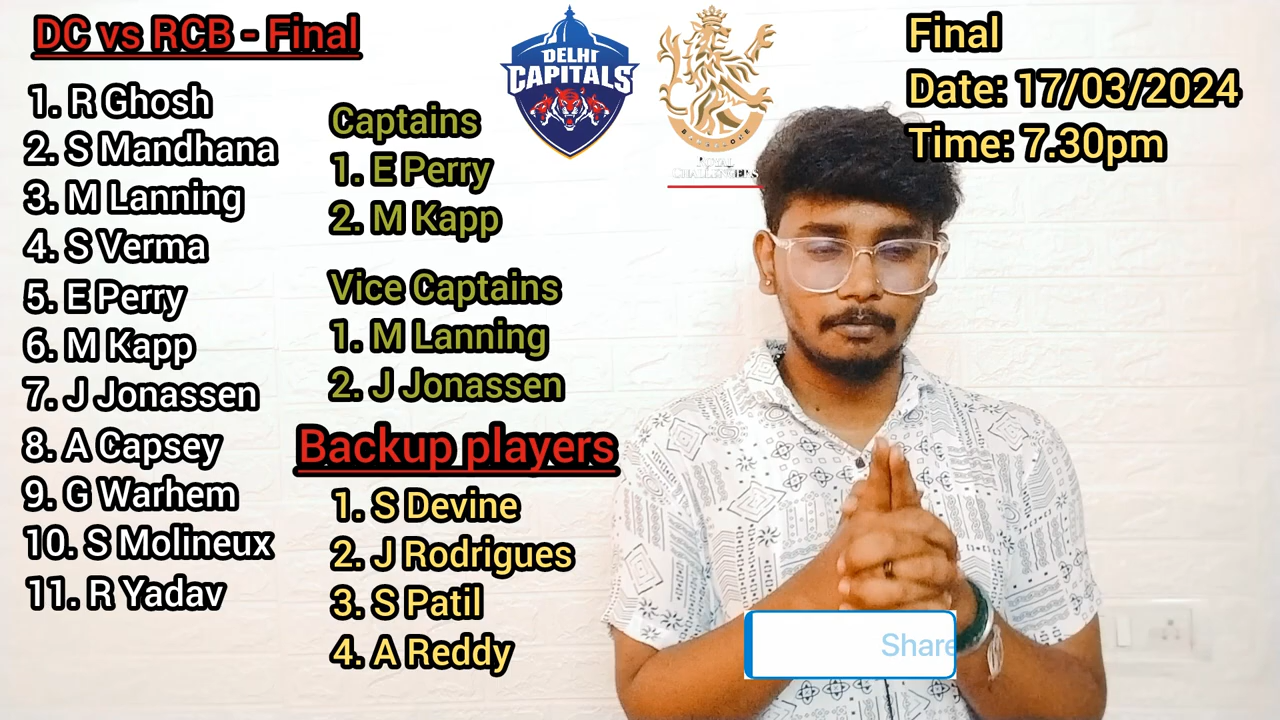 DC vs RCB - Final
1. R Ghosh
2. S Mandhana
3. M Lanning
4. S Verma
5. E Perry
6. M Kapp
7. J Jonassen
8. A Capsey
9. G Warhem
10. S Molineux
11. R Yadav
Captains
1. E Perry
2. M Kapp
Vice Captains
1. M Lanning
2. J Jonassen
Backup players
1. S Devine
2. J Rodrigues
3. S Patil
4. A Reddy
DELHI
CAPITALS
ROYAL
CHALLENGERS
Final
Date: 17/03/2024
Time: 7.30pm
Share